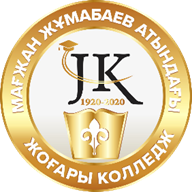 МАҒЖАН ЖҰМАБАЕВ АТЫНДАҒЫ
JK
1920-2020
ЖОҒАРЫ КОЛЛЕДЖ